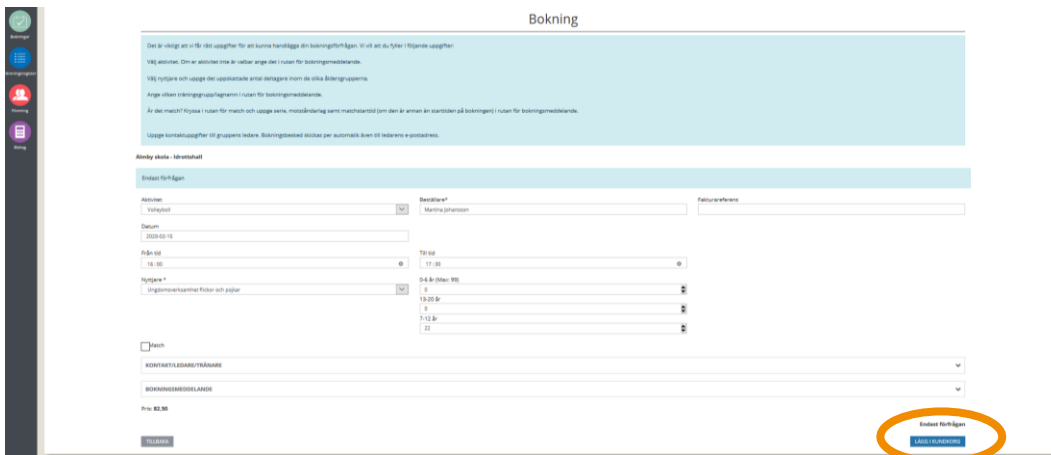 Bokning
Bokningar
Det är viktigt att vi får rätt uppgifter för att kunna handlägga din bokningsförfrågan. Vi vill att du fyller i följande uppgifter:
Välj aktivitet. Om er aktivitet inte är valbar ange det i rutan för bokningsmeddelande.
Välj nyttjare och uppge det uppskattade antal deltagare inom de olika åldersgrupperna.
Ange vilken träningsgrupp/lagnamn i rutan för bokningsmeddelande.
Är det match? Kryssa i rutan för match och uppge serie, motståndarlag samt matchstarttid (om den är annan än starttiden på bokningen) i rutan för bokningsmeddelande.
Uppge kontaktuppgifter till gruppens ledare. Bokningsbesked skickas per automatik även till ledarens e-postadress.
Almby skola - Idrottshall
Endast förfrågan
Aktivitet Beställare* Fakturareferens
Volleyboll Martina Johansson
Datum
2020-02-15
Från tid Till tid
16:00 17:30
Nyttjare * 0-6 år (Max: 99)
Ungdomsverksamhet flickor och pojkar 0
13-20 år
0
7-12 år
22
Match
KONTAKT/LEDARE/TRÄNARE
BOKNINGSMEDDELANDE
Pris: 82,50
Endast förfrågan
TILLBAKA LÄGG I KUNDKORG